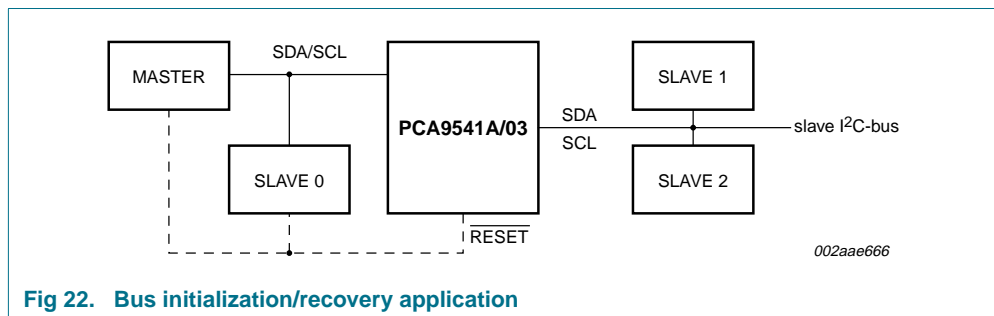 SDA/SCL
MASTER
SLAVE 1
PCA9541A/03
SDA
SCL
slave I²C-bus
SLAVE 0
SLAVE 2
RESET
002aae666
Fig 22. Bus initialization/recovery application